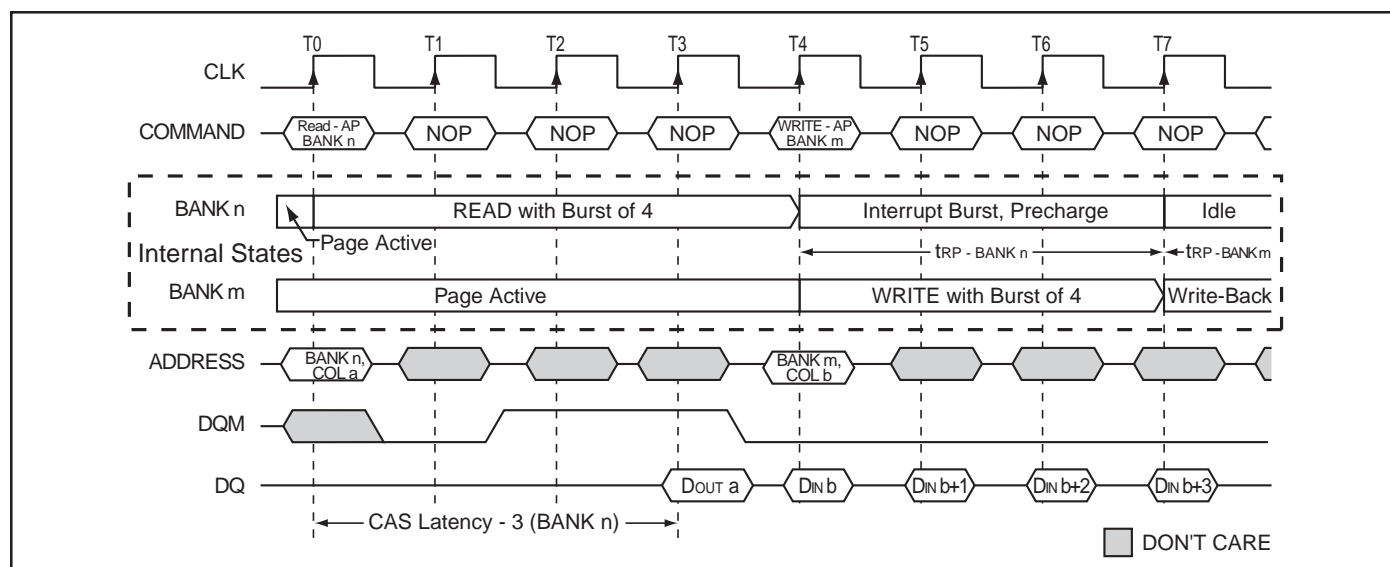 T0 T1 T2 T3 T4 T5 T6 T7
CLK
COMMAND Read - AP NOP NOP NOP WRITE - AP NOP NOP NOP
BANK n BANK m
BANK n READ with Burst of 4 Interrupt Burst, Precharge Idle
Page Active tRP - BANK n tRP - BANK m
Internal States
BANK m Page Active WRITE with Burst of 4 Write-Back
ADDRESS BANK n, BANK m,
COL a COL b
DQM
DQ DOUT a DIN b DIN b+1 DIN b+2 DIN b+3
CAS Latency - 3 (BANK n)
DON'T CARE